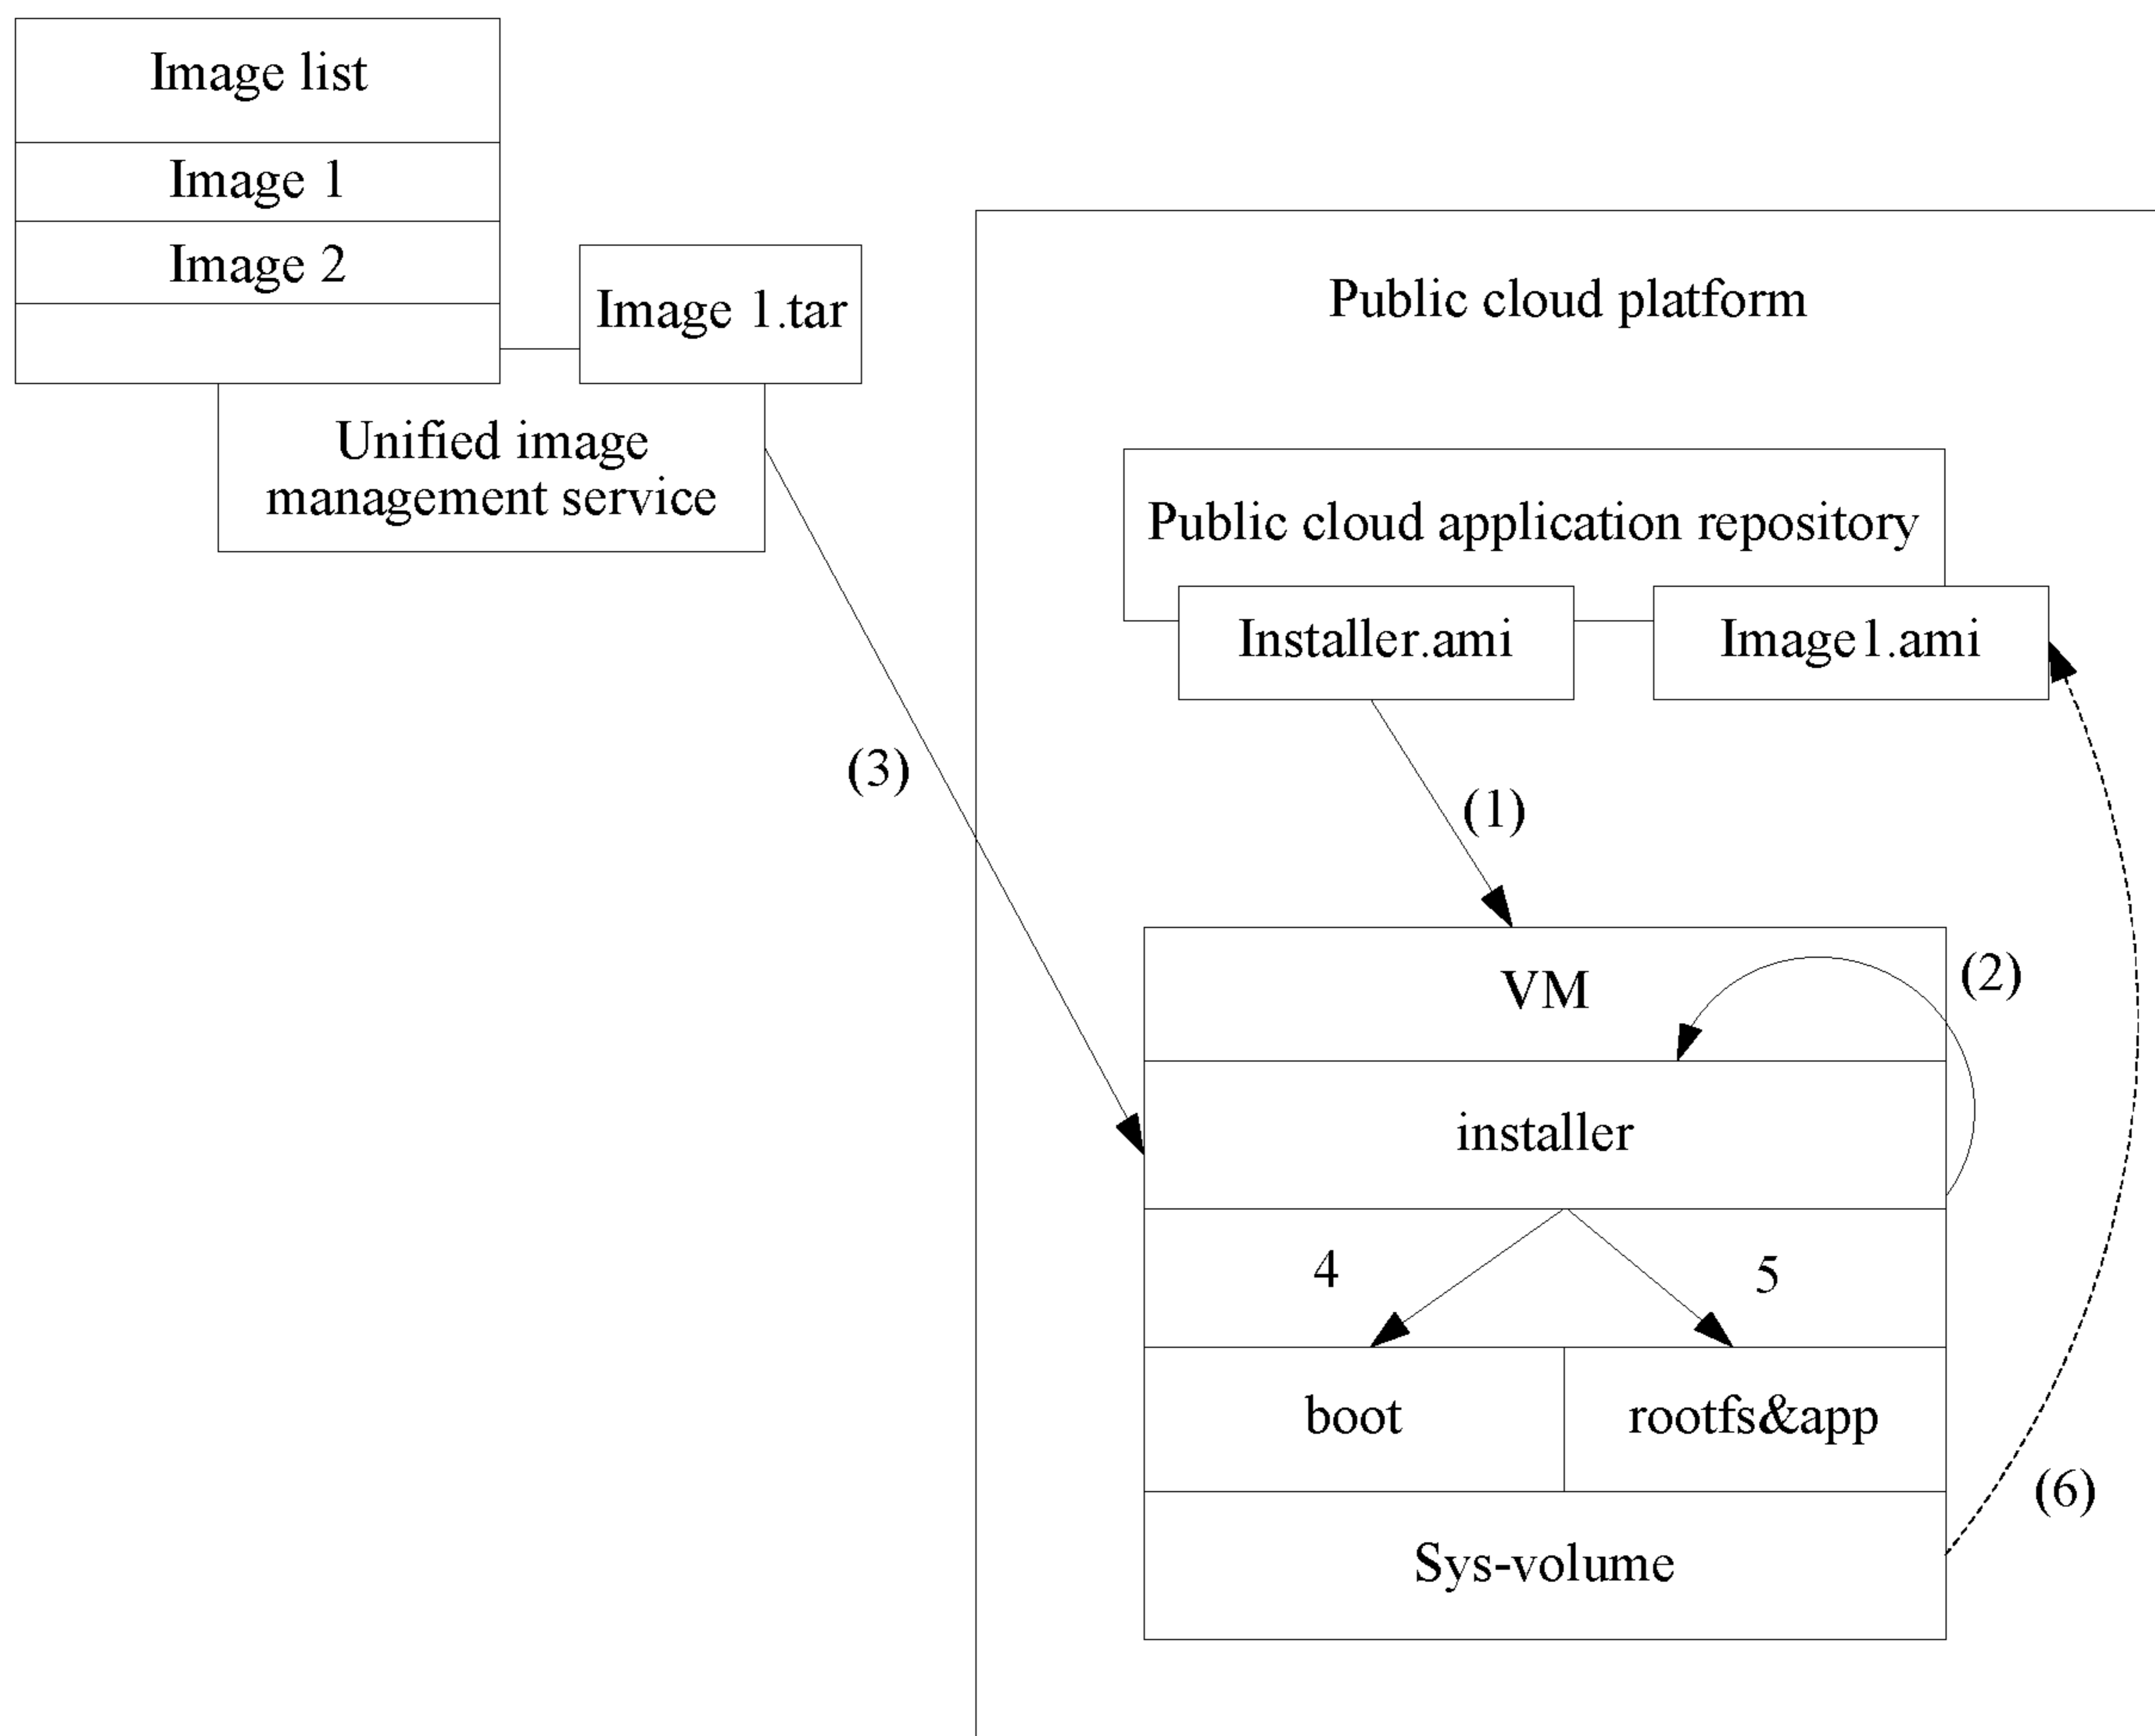 Image list
Image 1
Image 2
Image 1.tar
Unified image
management service
Public cloud platform
Public cloud application repository
Installer.ami
Image1.ami
(3)
(1)
(2)
VM
installer
4
5
boot
rootfs&app
(6)
Sys-volume